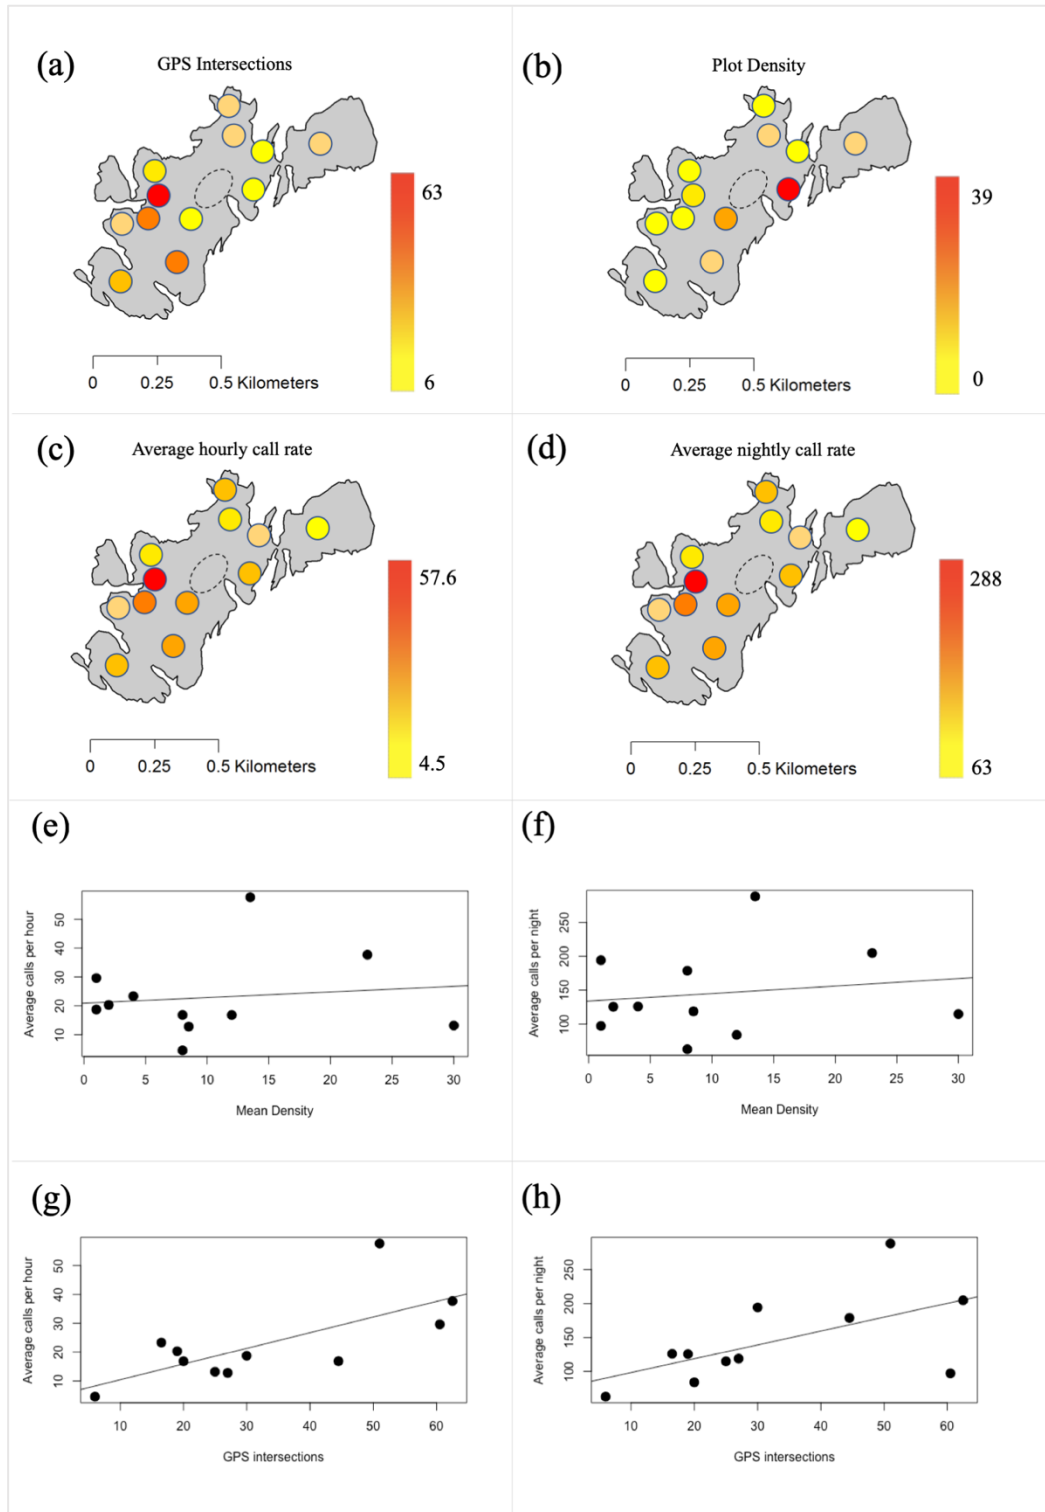 (a)
GPS Intersections
63
6
0 0.25 0.5 Kilometers
(b)
Plot Density
39
0
0 0.25 0.5 Kilometers
(c)
Average hourly call rate
57.6
4.5
0 0.25 0.5 Kilometers
(d)
Average nightly call rate
288
63
0 0.25 0.5 Kilometers
(e)
Average calls per hour
50
40
30
20
10
0 5 10 15 20 25 30
Mean Density
(f)
Average calls per night
250
200
150
100
0 5 10 15 20 25 30
Mean Density
(g)
Average calls per hour
50
40
30
20
10
10 20 30 40 50 60
GPS intersections
(h)
Average calls per night
250
200
150
100
10 20 30 40 50 60
GPS intersections